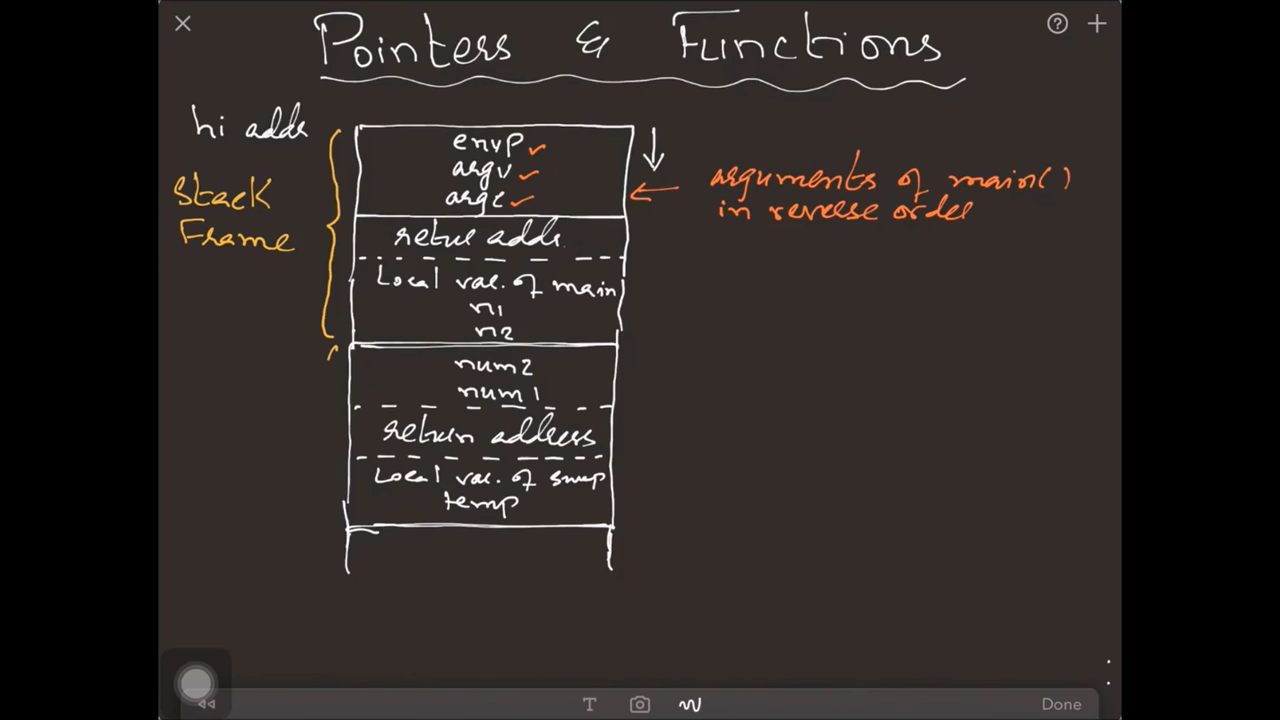 Pointers & Functions
hi addr
envp
argv
argc
arguments of main()
in reverse order
Stack
Frame
retur addr.
Local var. of main
n1
n2
num2
num1
return address
Local var. of swap
temp
T
Done